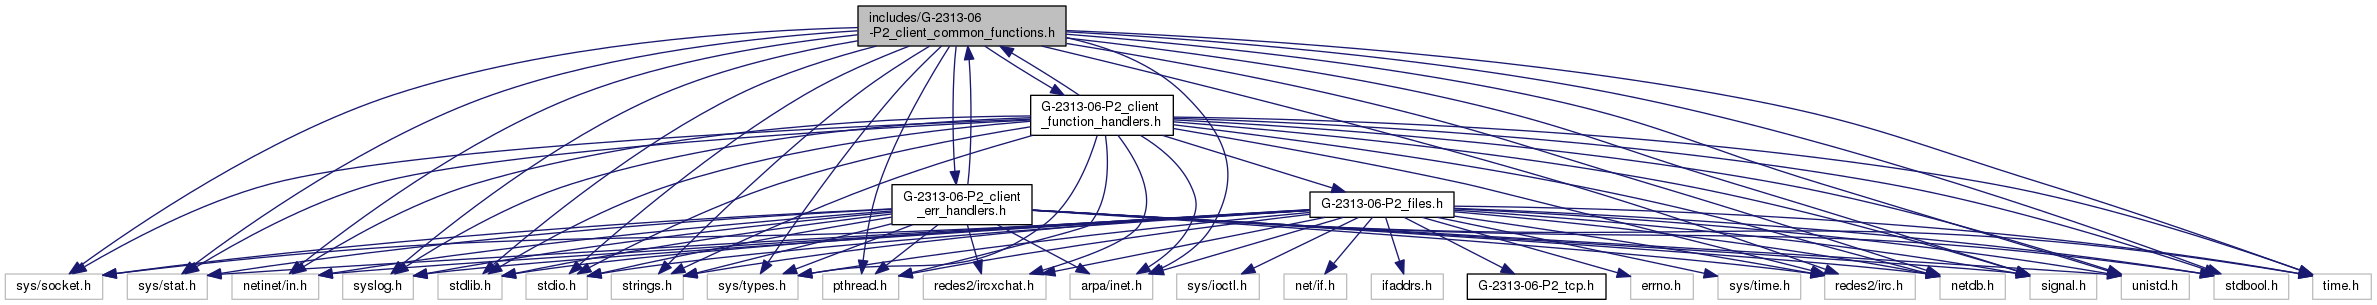 includes/G-2313-06
-P2_client_common_functions.h
G-2313-06-P2_client
_function_handlers.h
G-2313-06-P2_client
_err_handlers.h
G-2313-06-P2_files.h
sys/socket.h
sys/stat.h
netinet/in.h
syslog.h
stdlib.h
stdio.h
strings.h
sys/types.h
pthread.h
redes2/ircxchat.h
arpa/inet.h
sys/ioctl.h
net/if.h
ifaddrs.h
G-2313-06-P2_tcp.h
errno.h
sys/time.h
redes2/irc.h
netdb.h
signal.h
unistd.h
stdbool.h
time.h